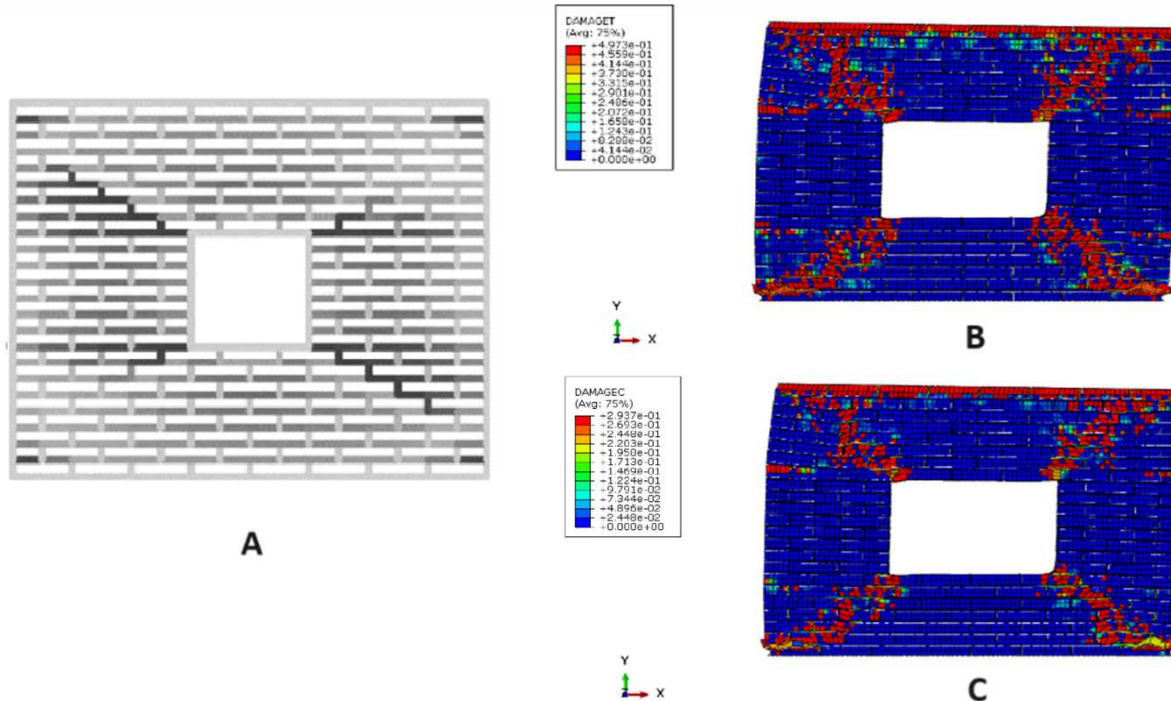 A
DAMAGET
(Avg: 75%)
+4.973e-01
+4.559e-01
+4.144e-01
+3.730e-01
+3.315e-01
+2.901e-01
+2.486e-01
+2.072e-01
+1.658e-01
+1.243e-01
+8.288e-02
+4.144e-02
+0.000e+00
Y
Z
X
B
DAMAGEC
(Avg: 75%)
+2.937e-01
+2.693e-01
+2.448e-01
+2.203e-01
+1.958e-01
+1.713e-01
+1.469e-01
+1.224e-01
+9.791e-02
+7.344e-02
+4.896e-02
+2.448e-02
+0.000e+00
Y
Z
X
C